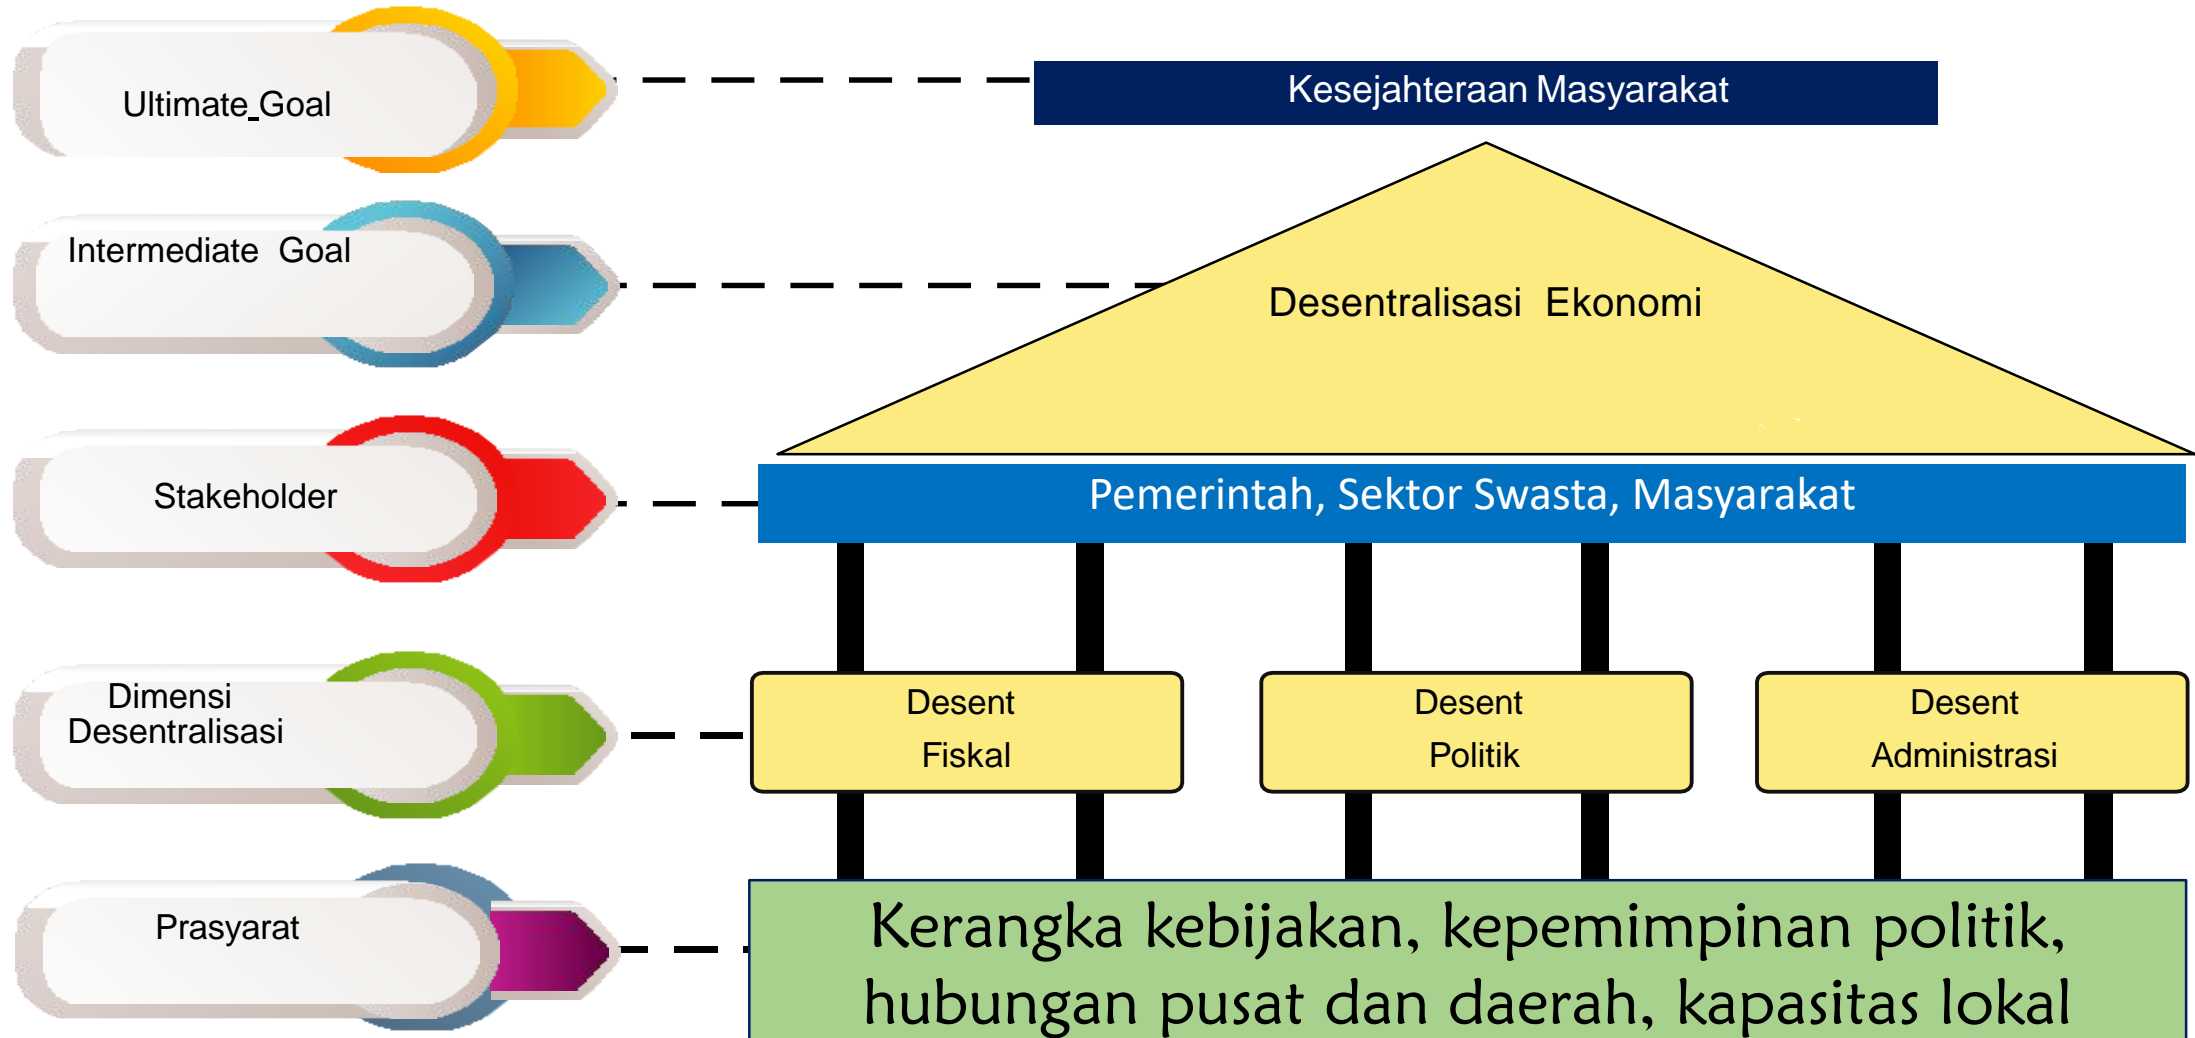 Ultimate Goal
Kesejahteraan Masyarakat
Intermediate Goal
Desentralisasi Ekonomi
Stakeholder
Pemerintah, Sektor Swasta, Masyarakat
Dimensi
Desentralisasi
Desent
Fiskal
Desent
Politik
Desent
Administrasi
Prasyarat
Kerangka kebijakan, kepemimpinan politik,
hubungan pusat dan daerah, kapasitas lokal